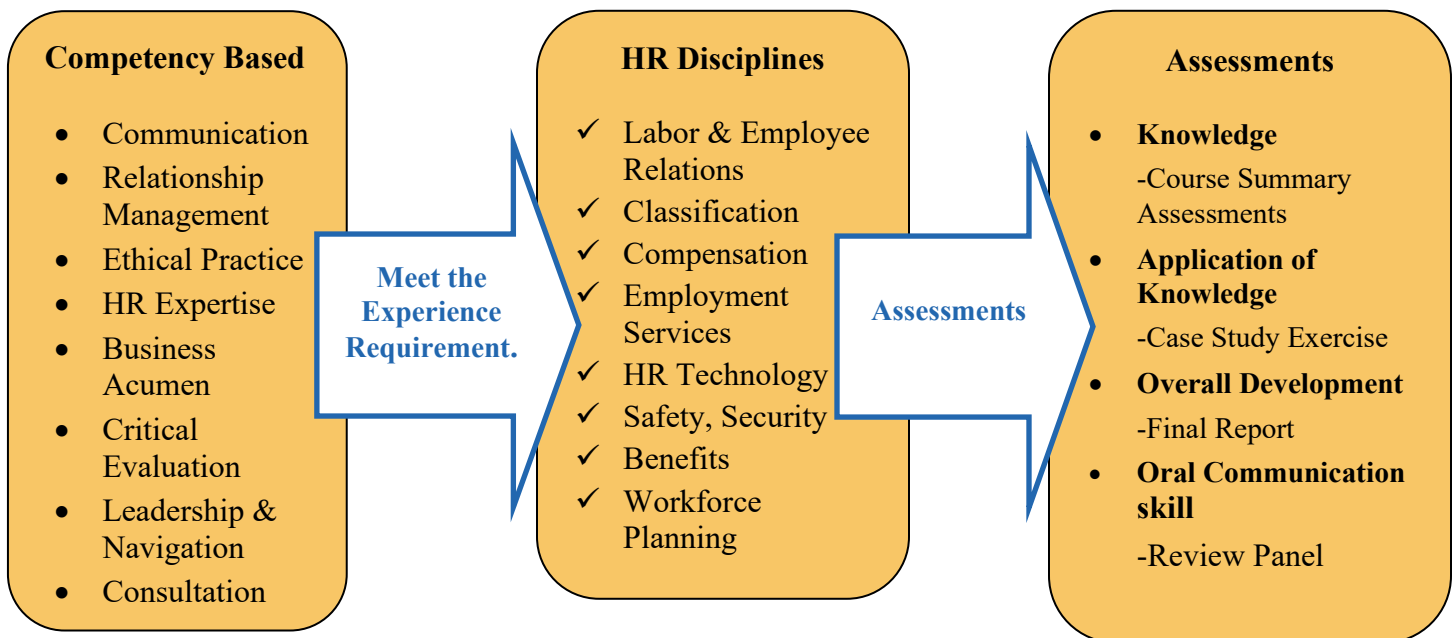 Competency Based
• Communication
• Relationship
Management
• Ethical Practice
• HR Expertise
• Business
Acumen
• Critical
Evaluation
• Leadership &
Navigation
• Consultation
Meet the
Experience
Requirement.
HR Disciplines
✓ Labor & Employee
Relations
✓ Classification
✓ Compensation
✓ Employment
Services
✓ HR Technology
✓ Safety, Security
✓ Benefits
✓ Workforce
Planning
Assessments
Assessments
• Knowledge
-Course Summary
Assessments
• Application of
Knowledge
-Case Study Exercise
• Overall Development
-Final Report
• Oral Communication
skill
-Review Panel